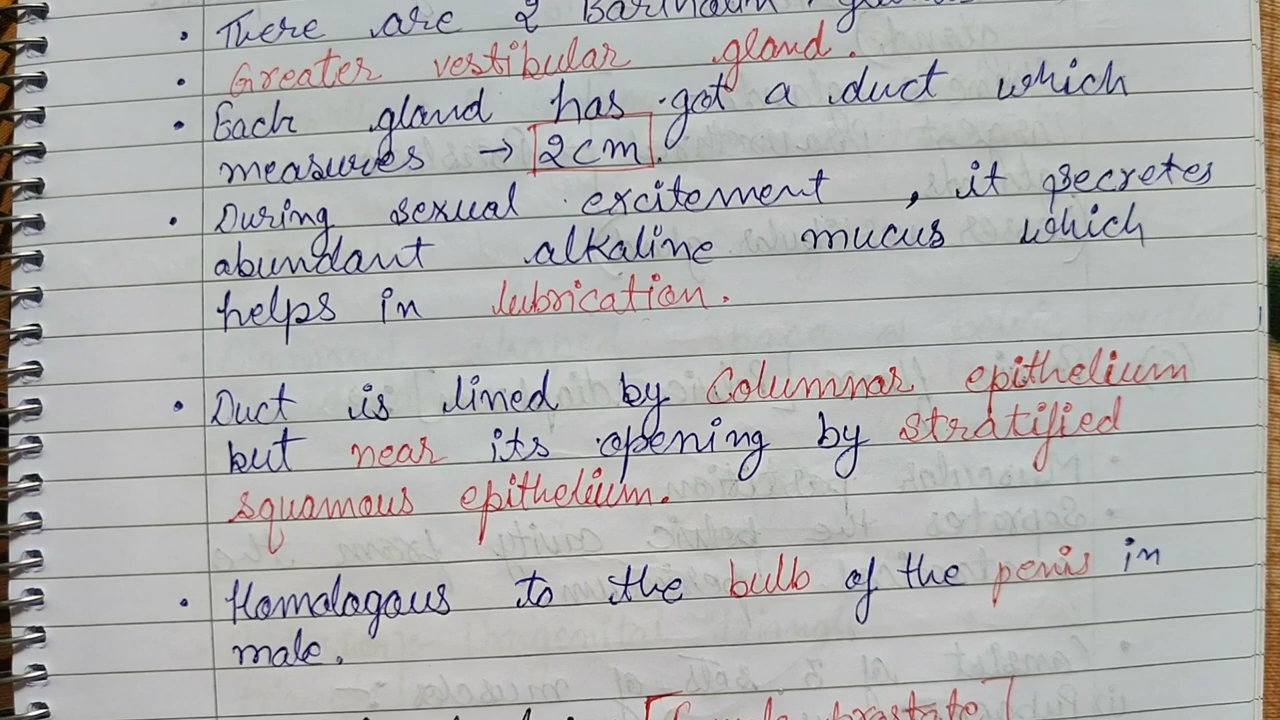 There are 2 Bartholin
Greater vestibular gland.
Each gland has got a duct which
measures → 2cm.
During sexual excitement, it secretes
abundant alkaline mucus which
helps in lubrication.
Duct is lined by Columnar epithelium
but near its opening by stratified
squamous epithelium.
Homologous to the bulb of the penis in
male.